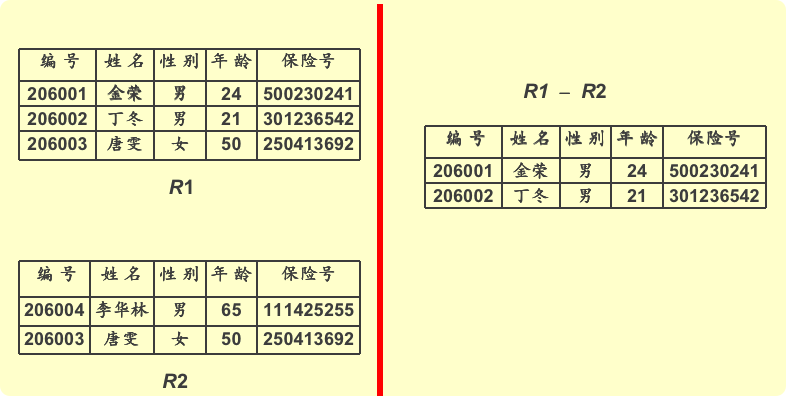 编号 姓名 性别 年龄 保险号
206001 金荣 男 24 500230241
206002 丁冬 男 21 301236542
206003 唐雯 女 50 250413692
R1
编号 姓名 性别 年龄 保险号
206004 李华林 男 65 111425255
206003 唐雯 女 50 250413692
R2
R1 – R2
编号 姓名 性别 年龄 保险号
206001 金荣 男 24 500230241
206002 丁冬 男 21 301236542